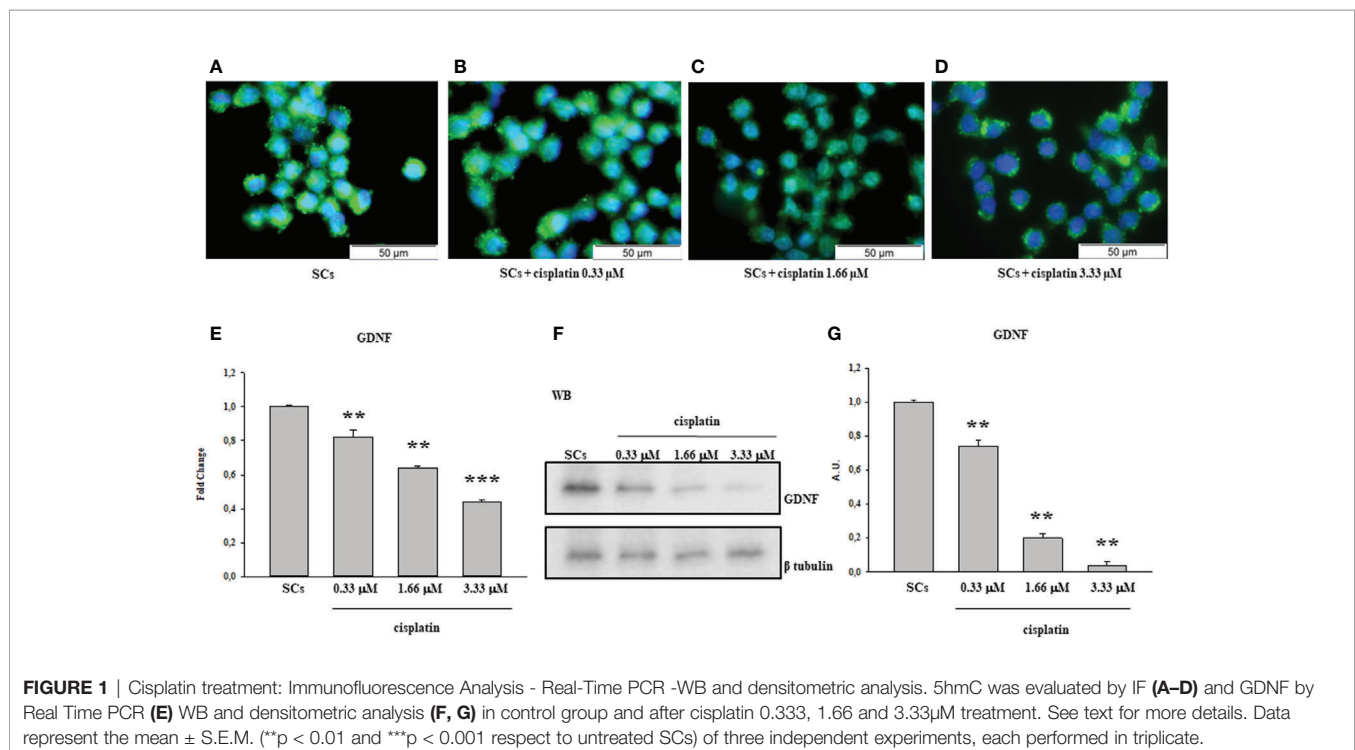 A
B
C
D
50 µm
50 µm
50 µm
50 µm
SCs
SCs + cisplatin 0.33 µM
SCs + cisplatin 1.66 µM
SCs + cisplatin 3.33 µM
E
GDNF
1,2
1,0
0,8
0,6
0,4
0,2
0,0
Fold Change
**
**
***
SCs
0.33 µM
1.66 µM
3.33 µM
cisplatin
F
WB
cisplatin
SCs
0.33 µM
1.66 µM
3.33 µM
GDNF
β tubulin
G
GDNF
1,2
1,0
0,8
0,6
0,4
0,2
0,0
A.U.
**
**
**
SCs
0.33 µM
1.66 µM
3.33 µM
cisplatin
FIGURE 1 | Cisplatin treatment: Immunofluorescence Analysis - Real-Time PCR -WB and densitometric analysis. 5hmC was evaluated by IF (A–D) and GDNF by
Real Time PCR (E) WB and densitometric analysis (F, G) in control group and after cisplatin 0.333, 1.66 and 3.33µM treatment. See text for more details. Data
represent the mean ± S.E.M. (**p < 0.01 and ***p < 0.001 respect to untreated SCs) of three independent experiments, each performed in triplicate.